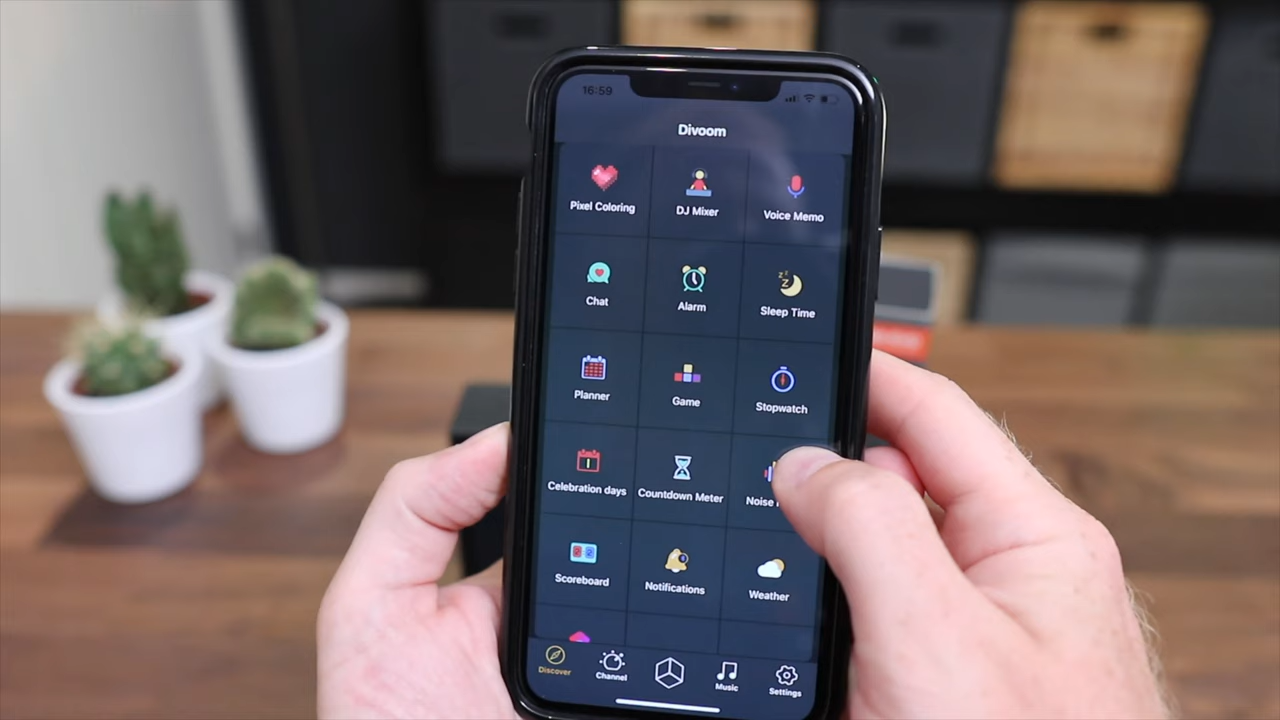 16:59
Divoom
Pixel Coloring
DJ Mixer
Voice Memo
Chat
Alarm
Sleep Time
Planner
Game
Stopwatch
Celebration days
Countdown Meter
Noise
Scoreboard
Notifications
Weather
Discover
Channel
Music
Settings